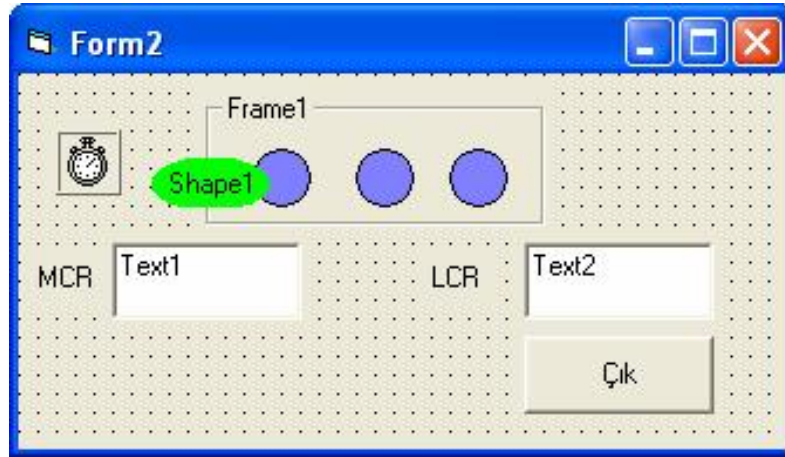 Form2
Frame1
Shape1
MCR
Text1
LCR
Text2
Çık